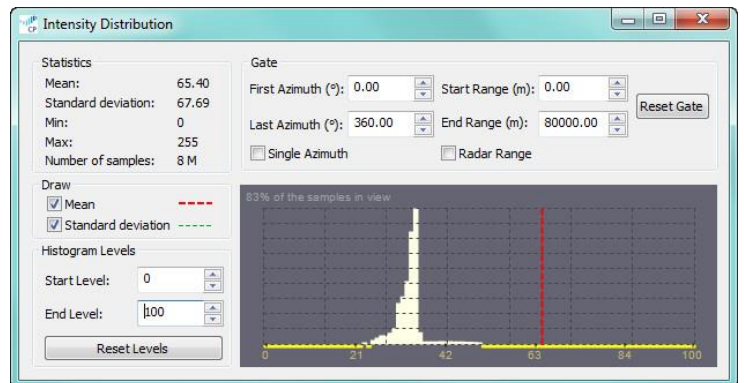 CP Intensity Distribution
Statistics
Mean: 65.40
Standard deviation: 67.69
Min: 0
Max: 255
Number of samples: 8 M
Gate
First Azimuth (º): 0.00 Start Range (m): 0.00
Last Azimuth (º): 360.00 End Range (m): 80000.00
Reset Gate
Single Azimuth Radar Range
Draw
Mean
Standard deviation
Histogram Levels
Start Level: 0
End Level: 100
Reset Levels
83% of the samples in view
0 21 42 63 84 100